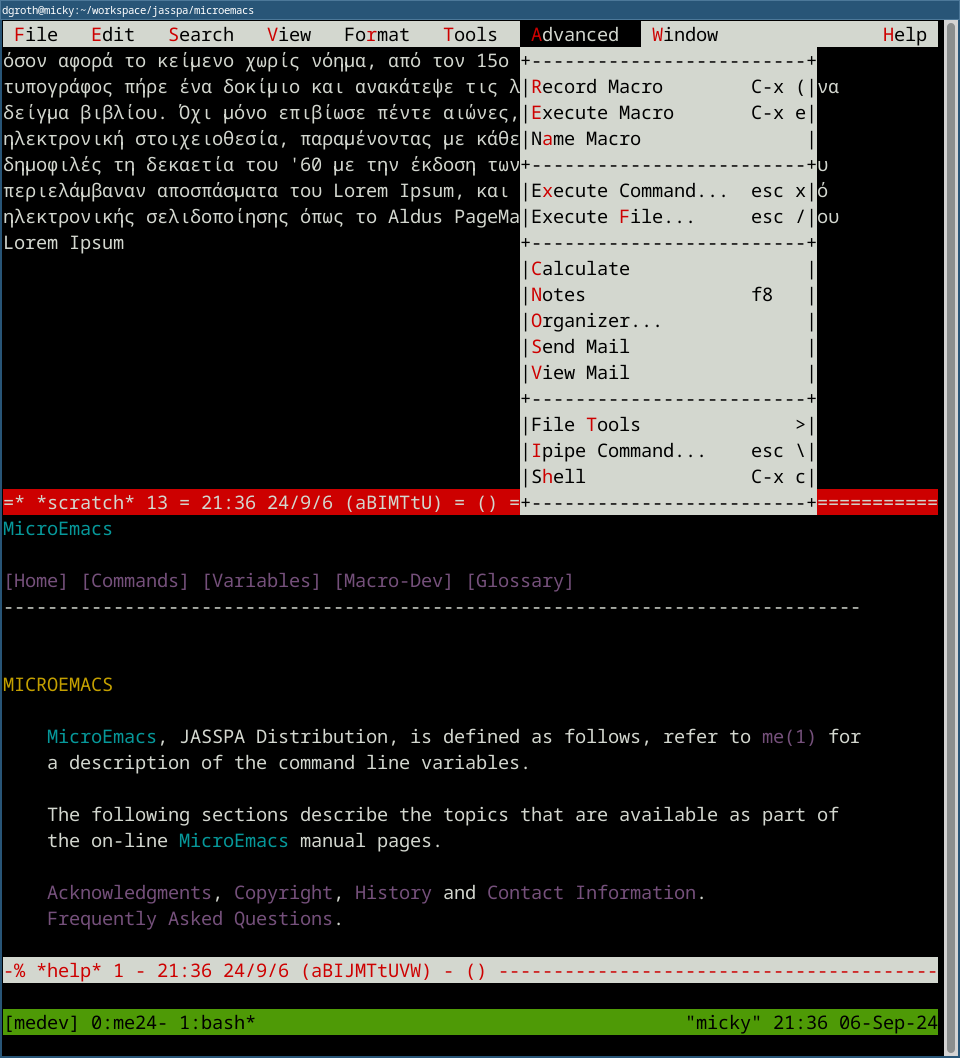 dgroth@micky:~/workspace/jasspa/microemacs
File Edit Search View Format Tools Advanced Window Help
όσον αφορά το κείμενο χωρίς νόημα, από τον 15ο
τυπογράφος πήρε ένα δοκίμιο και ανακάτεψε τις λ
να
δείγμα βιβλίου. Όχι μόνο επιβίωσε πέντε αιώνες,
ηλεκτρονική στοιχειοθεσία, παραμένοντας με κάθε
δημοφιλές τη δεκαετία του '60 με την έκδοση των
υ
περιελάμβαναν αποσπάσματα του Lorem Ipsum, και
ό
ηλεκτρονικής σελιδοποίησης όπως το Aldus PageMa
ου
Lorem Ipsum
+-------------------------+
|Record Macro C-x (|
|Execute Macro C-x e|
|Name Macro |
+-------------------------+
|Execute Command... esc x|
|Execute File... esc /|
+-------------------------+
|Calculate |
|Notes f8 |
|Organizer... |
|Send Mail |
|View Mail |
+-------------------------+
|File Tools >|
|Ipipe Command... esc \|
|Shell C-x c|
+-------------------------+
=* *scratch* 13 = 21:36 24/9/6 (aBIMTtU) = () = ===========
MicroEmacs
[Home] [Commands] [Variables] [Macro-Dev] [Glossary]
------------------------------------------------------------------------------
MICROEMACS
MicroEmacs, JASSPA Distribution, is defined as follows, refer to me(1) for
a description of the command line variables.
The following sections describe the topics that are available as part of
the on-line MicroEmacs manual pages.
Acknowledgments, Copyright, History and Contact Information.
Frequently Asked Questions.
-% *help* 1 - 21:36 24/9/6 (aBIJMTtUVW) - () ----------------------------------------
[medev] 0:me24- 1:bash* "micky" 21:36 06-Sep-24